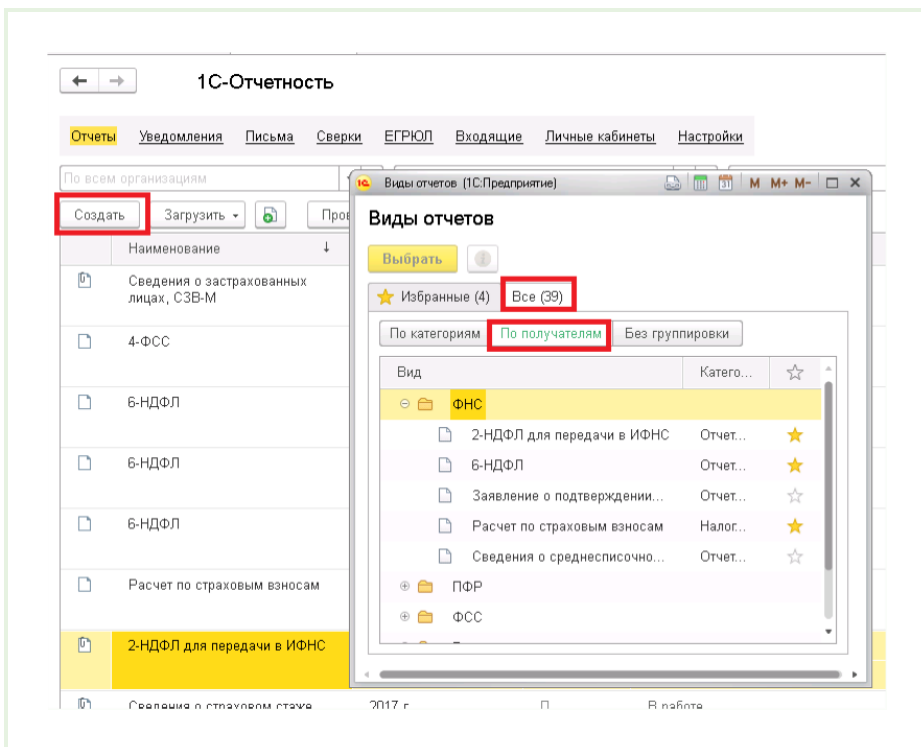 1С-Отчетность
Отчеты Уведомления Письма Сверки ЕГРЮЛ Входящие Личные кабинеты Настройки
По всем организациям
Создать Загрузить
Наименование ↓
Сведения о застрахованных
лицах, СЗВ-М
4-ФСС
6-НДФЛ
6-НДФЛ
6-НДФЛ
Расчет по страховым взносам
2-НДФЛ для передачи в ИФНС
Сведения о страховом стаже 2017 г. П В работе
Виды отчетов (1С:Предприятие) 31 M M+ M-
Виды отчетов
Выбрать
Избранные (4) Все (39)
По категориям По получателям Без группировки
Вид Катего...
ФНС
2-НДФЛ для передачи в ИФНС Отчет...
6-НДФЛ Отчет...
Заявление о подтверждении... Отчет...
Расчет по страховым взносам Налог...
Сведения о среднесписочно... Отчет...
ПФР
ФСС